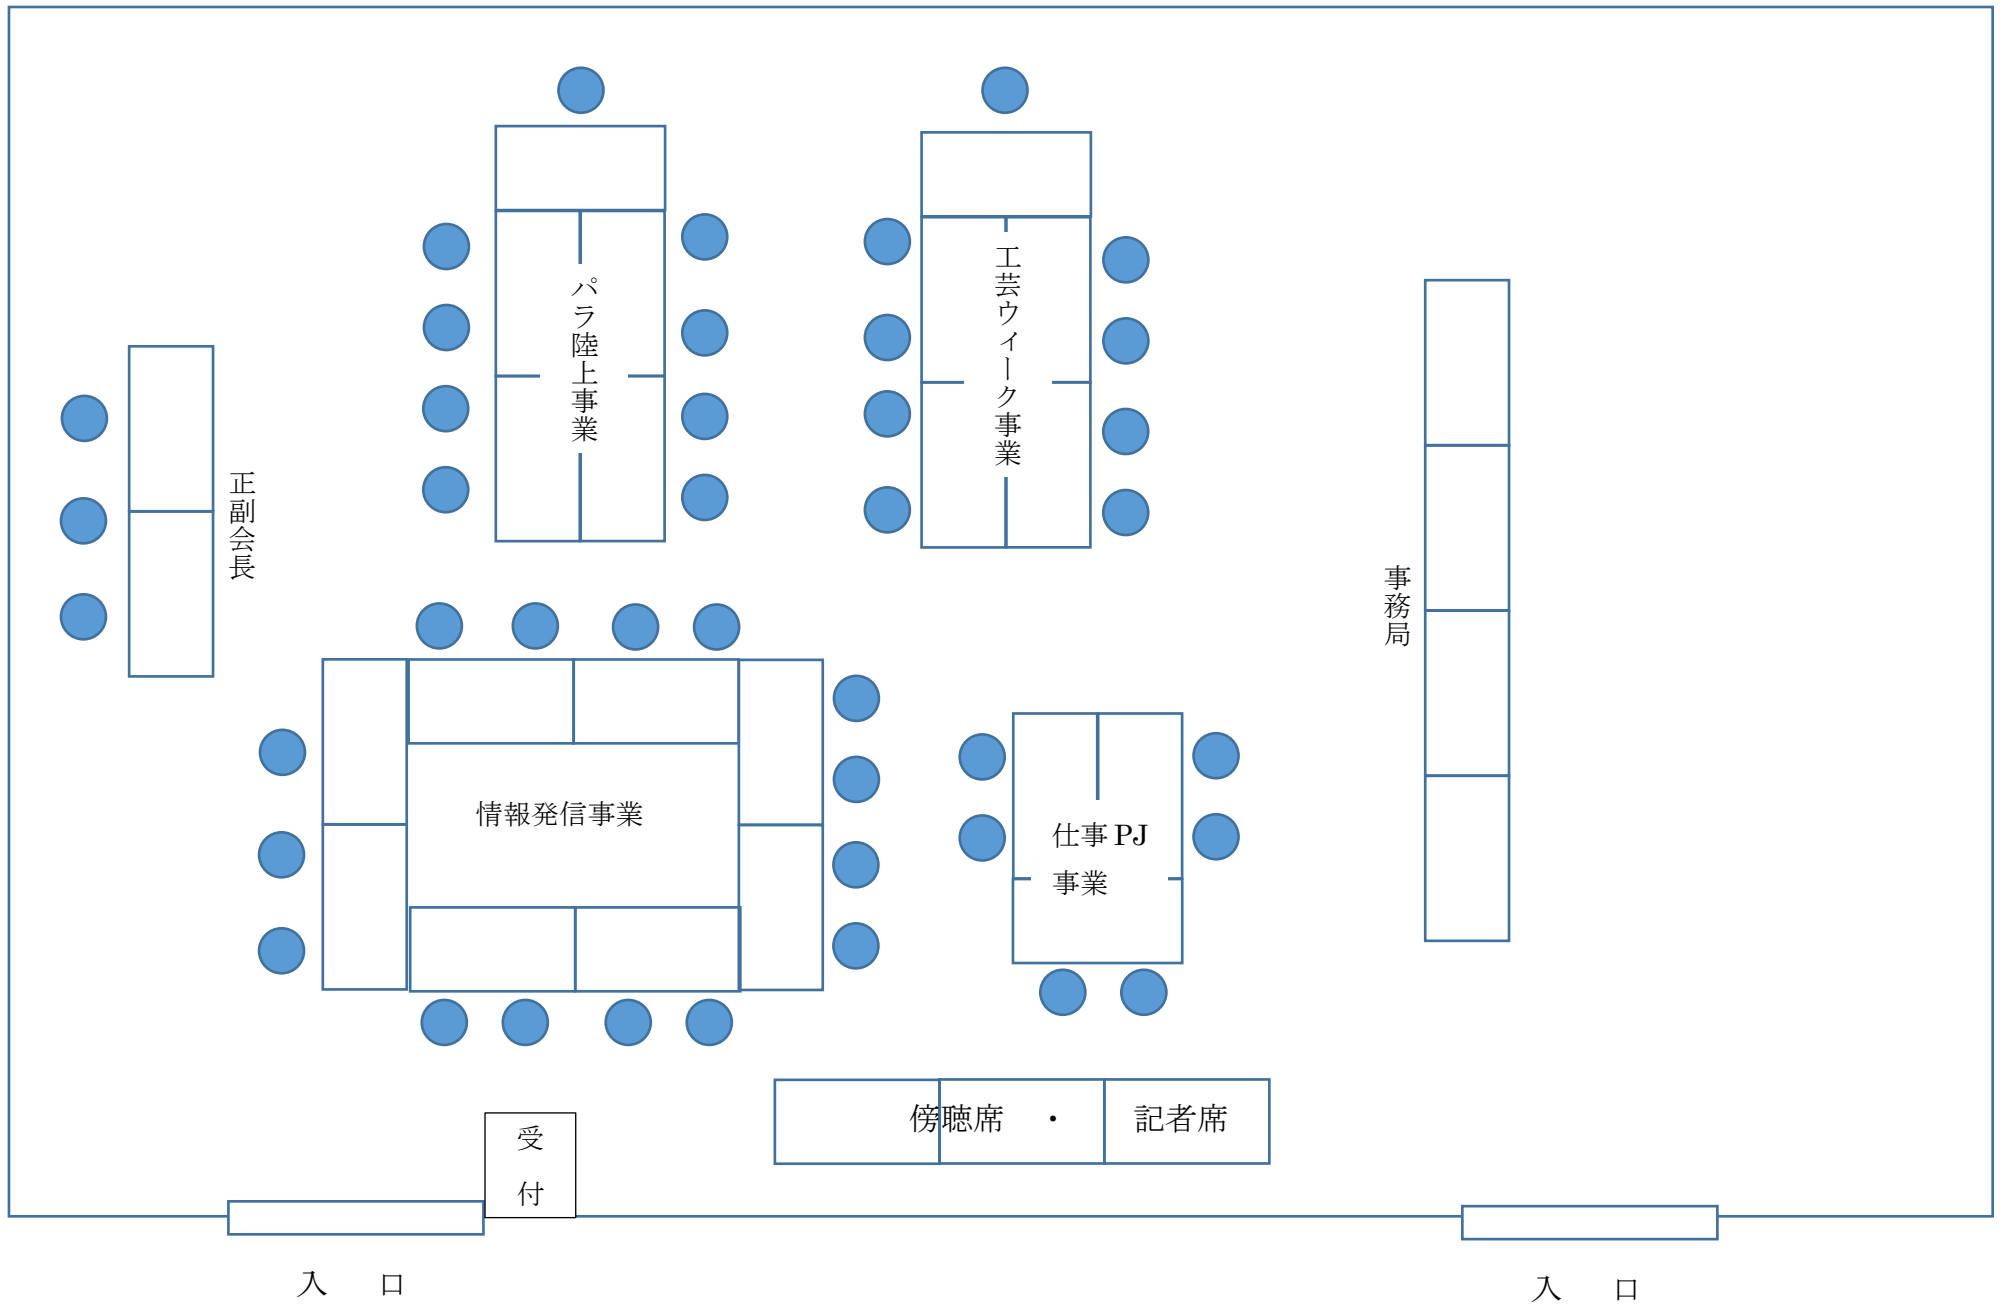 パラ陸上事業
工芸ウィーク事業
正副会長
事務局
情報発信事業
仕事PJ
事業
傍聴席　・　記者席
受
付
入　口
入　口